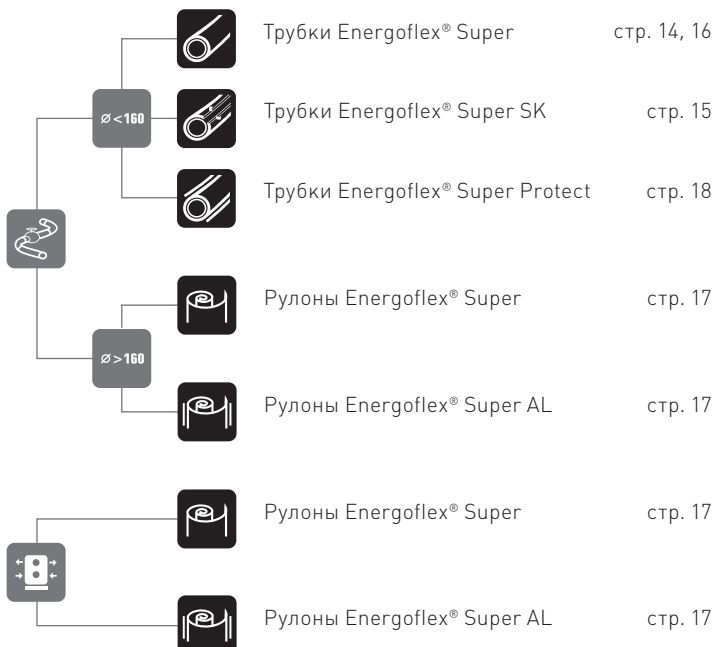 Трубки Energoflex® Super стр. 14, 16
ø<160
Трубки Energoflex® Super SK стр. 15
Трубки Energoflex® Super Protect стр. 18
Рулоны Energoflex® Super стр. 17
ø>160
Рулоны Energoflex® Super AL стр. 17
Рулоны Energoflex® Super стр. 17
Рулоны Energoflex® Super AL стр. 17